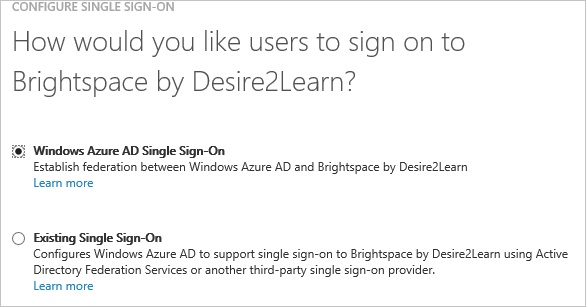 CONFIGURE SINGLE SIGN-ON
How would you like users to sign on to
Brightspace by Desire2Learn?
Windows Azure AD Single Sign-On
Establish federation between Windows Azure AD and Brightspace by Desire2Learn
Learn more
Existing Single Sign-On
Configures Windows Azure AD to support single sign-on to Brightspace by Desire2Learn using Active
Directory Federation Services or another third-party single sign-on provider.
Learn more